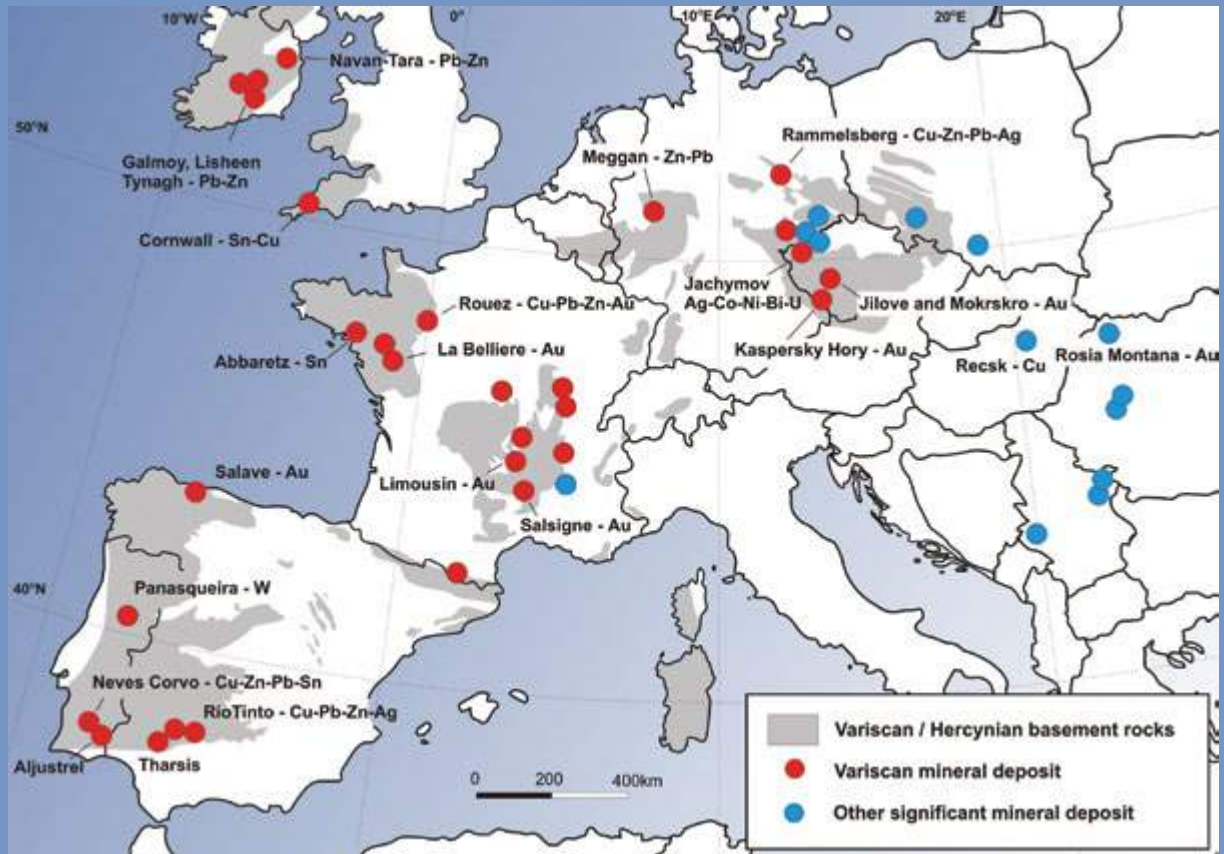 10°W
0°
10°E
20°E
Navan-Tara - Pb-Zn
50°N
Rammelsberg - Cu-Zn-Pb-Ag
Meggan - Zn-Pb
Galmoy, Lisheen
Tynagh - Pb-Zn
Cornwall - Sn-Cu
Jachymov
Ag-Co-Ni-Bi-U
Jilove and Mokrskro - Au
Rouez - Cu-Pb-Zn-Au
Abbaretz - Sn
La Belliere - Au
Kaspersky Hory - Au
Rosia Montana - Au
Recsk - Cu
Salave - Au
Limousin - Au
Salsigne - Au
40°N
Panasqueira - W
Neves Corvo - Cu-Zn-Pb-Sn
RioTinto - Cu-Pb-Zn-Ag
Aljustrel
Tharsis
0 200 400km
Variscan / Hercynian basement rocks
Variscan mineral deposit
Other significant mineral deposit